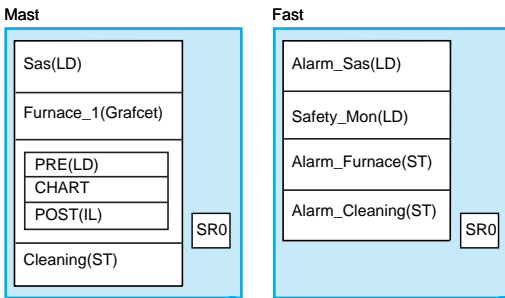 Mast
Sas(LD)
Furnace_1(Grafcet)
PRE(LD)
CHART
POST(IL)
SR0
Cleaning(ST)
Fast
Alarm_Sas(LD)
Safety_Mon(LD)
Alarm_Furnace(ST)
Alarm_Cleaning(ST)
SR0